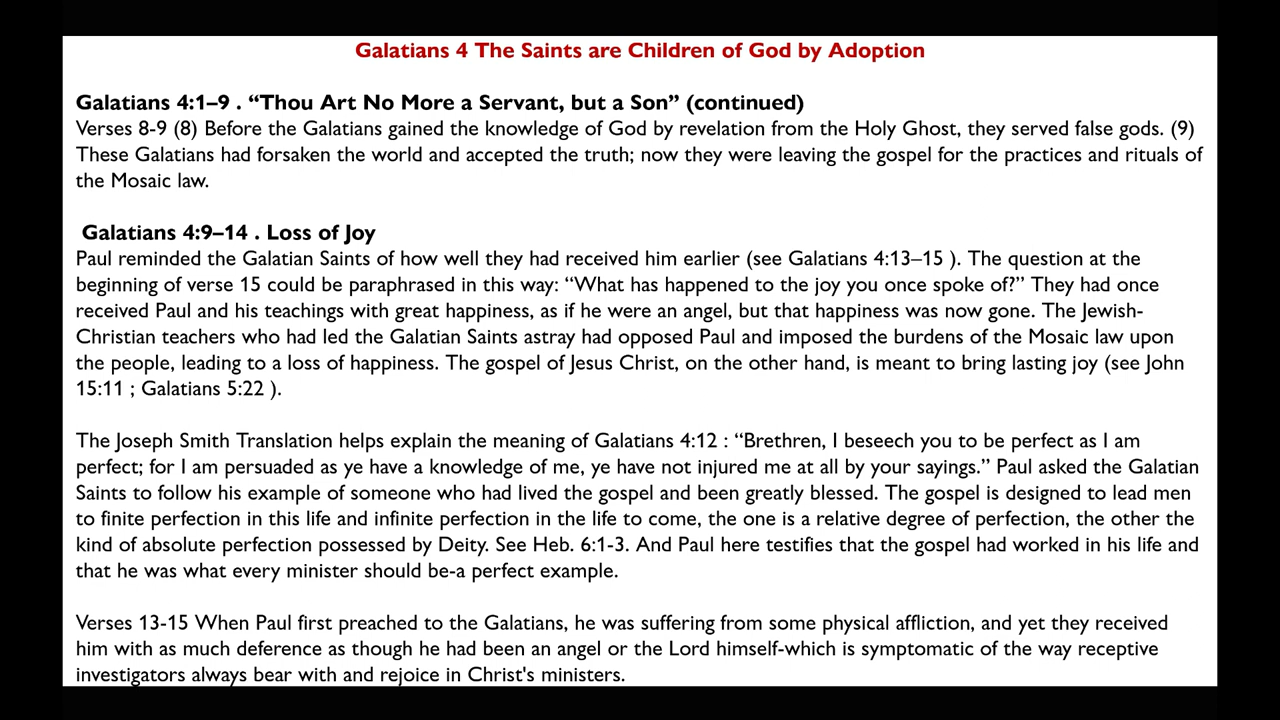 Galatians 4 The Saints are Children of God by Adoption
Galatians 4:1–9 . “Thou Art No More a Servant, but a Son” (continued)
Verses 8-9 (8) Before the Galatians gained the knowledge of God by revelation from the Holy Ghost, they served false gods. (9)
These Galatians had forsaken the world and accepted the truth; now they were leaving the gospel for the practices and rituals of
the Mosaic law.
Galatians 4:9–14 . Loss of Joy
Paul reminded the Galatian Saints of how well they had received him earlier (see Galatians 4:13–15 ). The question at the
beginning of verse 15 could be paraphrased in this way: “What has happened to the joy you once spoke of?” They had once
received Paul and his teachings with great happiness, as if he were an angel, but that happiness was now gone. The Jewish-
Christian teachers who had led the Galatian Saints astray had opposed Paul and imposed the burdens of the Mosaic law upon
the people, leading to a loss of happiness. The gospel of Jesus Christ, on the other hand, is meant to bring lasting joy (see John
15:11 ; Galatians 5:22 ).
The Joseph Smith Translation helps explain the meaning of Galatians 4:12 : “Brethren, I beseech you to be perfect as I am
perfect; for I am persuaded as ye have a knowledge of me, ye have not injured me at all by your sayings.” Paul asked the Galatian
Saints to follow his example of someone who had lived the gospel and been greatly blessed. The gospel is designed to lead men
to finite perfection in this life and infinite perfection in the life to come, the one is a relative degree of perfection, the other the
kind of absolute perfection possessed by Deity. See Heb. 6:1-3. And Paul here testifies that the gospel had worked in his life and
that he was what every minister should be-a perfect example.
Verses 13-15 When Paul first preached to the Galatians, he was suffering from some physical affliction, and yet they received
him with as much deference as though he had been an angel or the Lord himself-which is symptomatic of the way receptive
investigators always bear with and rejoice in Christ's ministers.